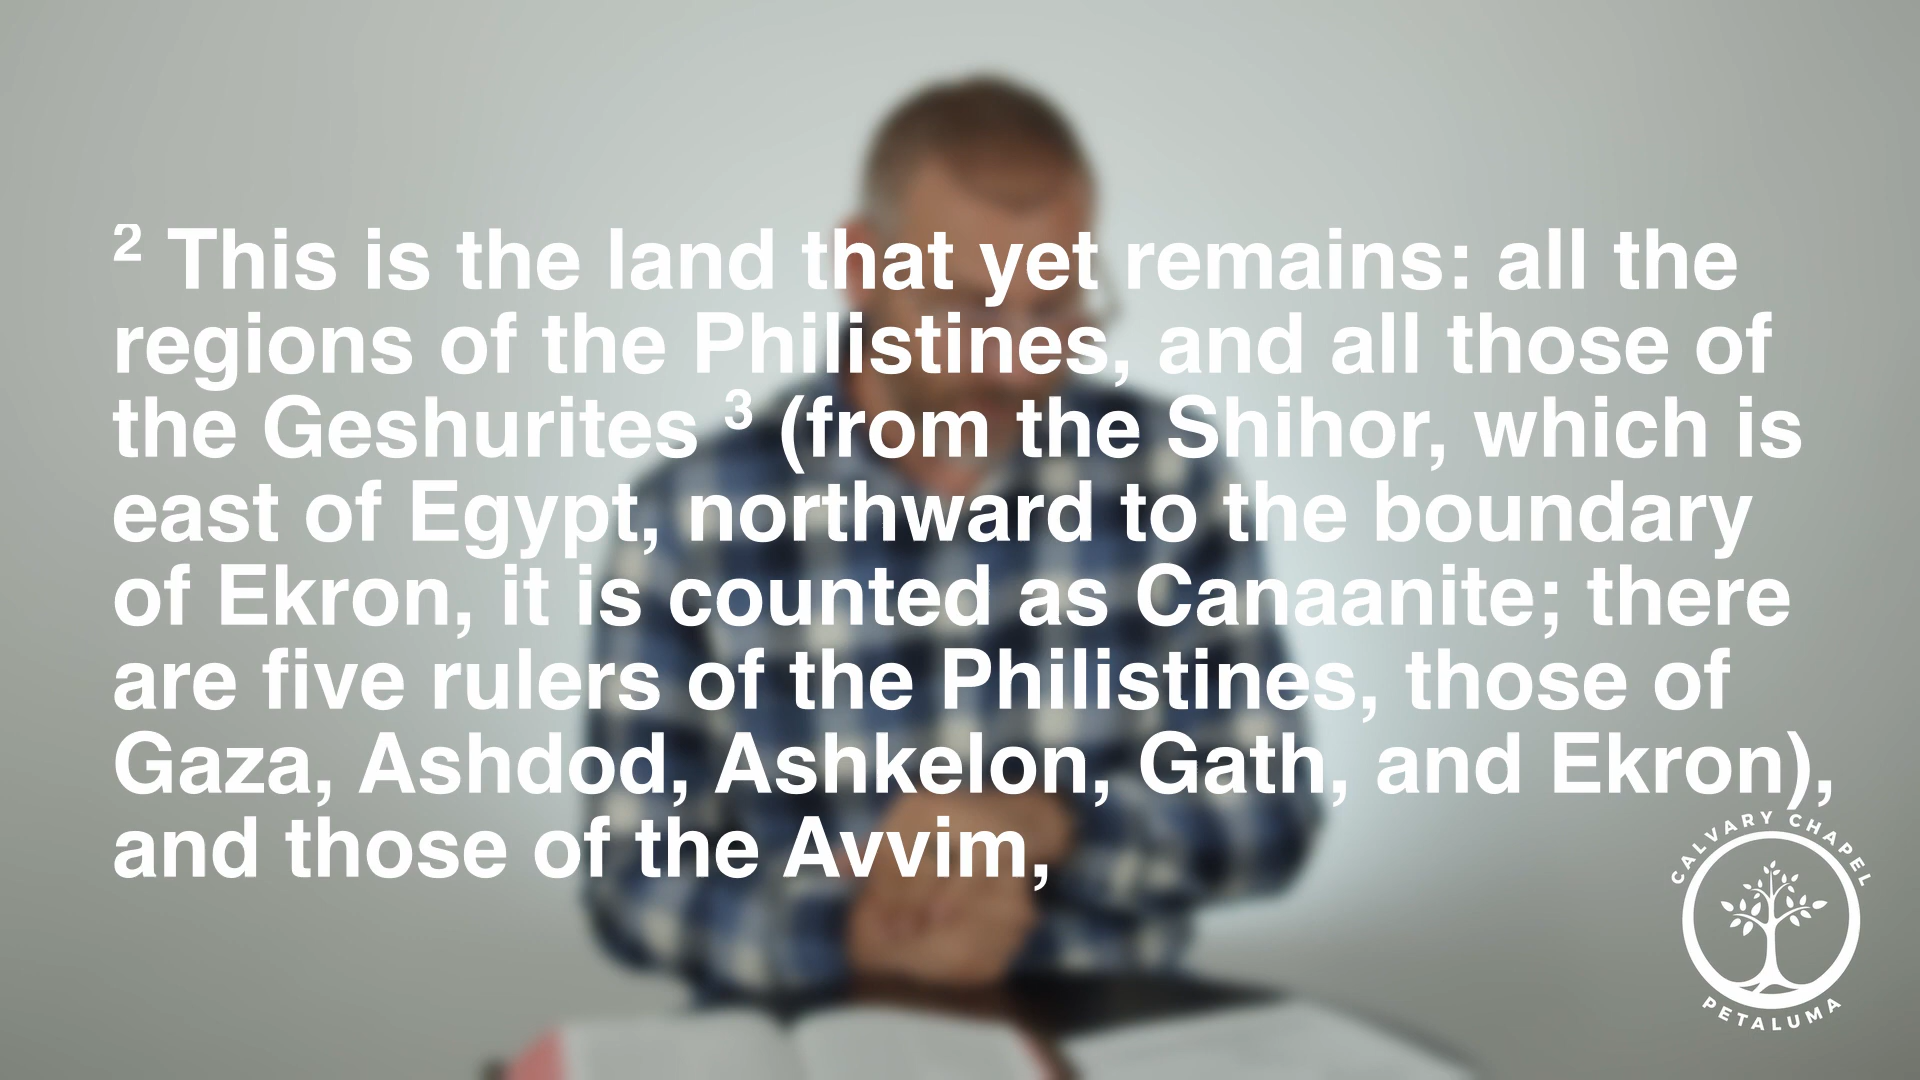 ² This is the land that yet remains: all the
regions of the Philistines, and all those of
the Geshurites ³ (from the Shihor, which is
east of Egypt, northward to the boundary
of Ekron, it is counted as Canaanite; there
are five rulers of the Philistines, those of
Gaza, Ashdod, Ashkelon, Gath, and Ekron),
and those of the Avvim,
CALVARY CHAPEL
PETALUMA